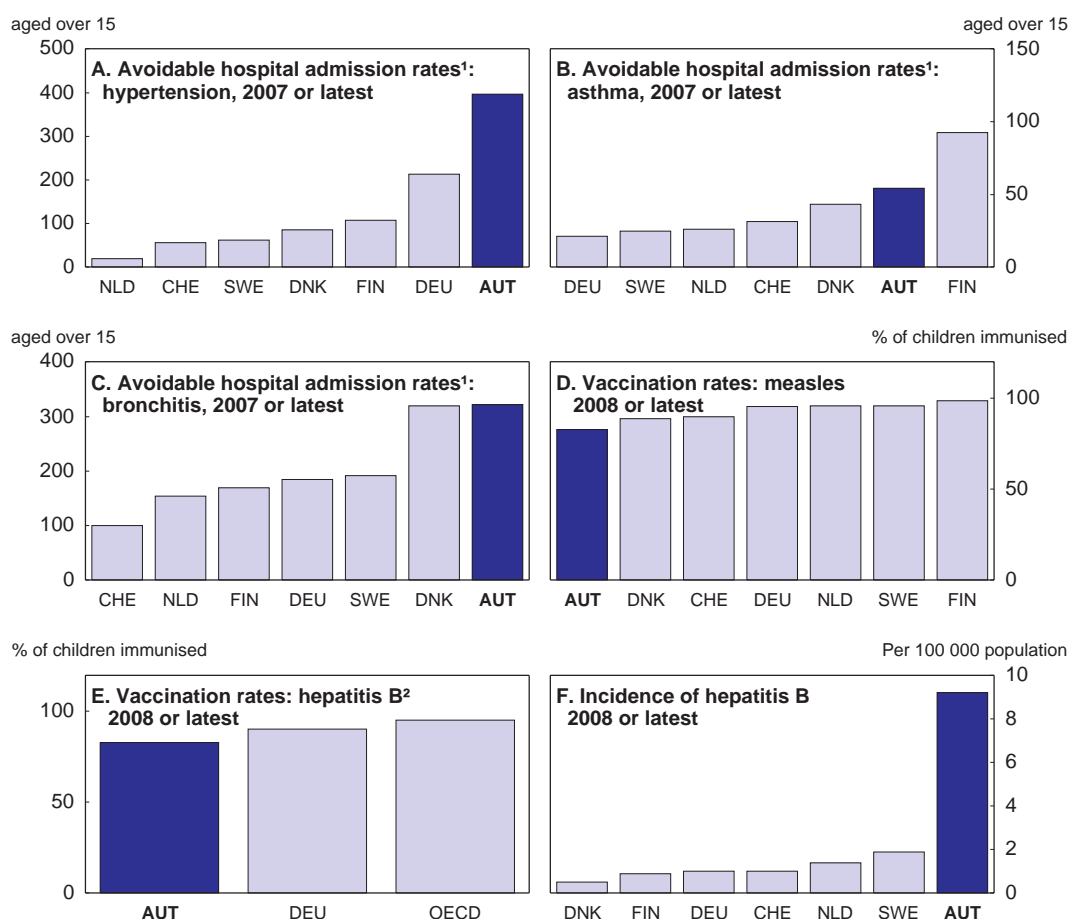 aged over 15
aged over 15
500
400
300
200
100
0
A. Avoidable hospital admission rates¹:
hypertension, 2007 or latest
NLD CHE SWE DNK FIN DEU AUT
B. Avoidable hospital admission rates¹:
asthma, 2007 or latest
150
100
50
0
DEU SWE NLD CHE DNK AUT FIN
aged over 15
% of children immunised
400
300
200
100
0
C. Avoidable hospital admission rates¹:
bronchitis, 2007 or latest
CHE NLD FIN DEU SWE DNK AUT
D. Vaccination rates: measles
2008 or latest
100
50
0
AUT DNK CHE DEU NLD SWE FIN
% of children immunised
Per 100 000 population
100
50
0
E. Vaccination rates: hepatitis B²
2008 or latest
AUT DEU OECD
F. Incidence of hepatitis B
2008 or latest
10
8
6
4
2
0
DNK FIN DEU CHE NLD SWE AUT